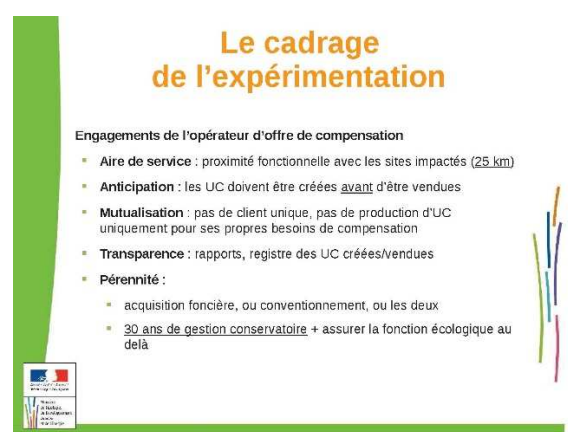 Le cadrage
de l’expérimentation
Engagements de l’opérateur d’offre de compensation
Aire de service : proximité fonctionnelle avec les sites impactés (25 km)
Anticipation : les UC doivent être créées avant d’être vendues
Mutualisation : pas de client unique, pas de production d’UC
uniquement pour ses propres besoins de compensation
Transparence : rapports, registre des UC créées/vendues
Pérennité :
acquisition foncière, ou conventionnement, ou les deux
30 ans de gestion conservatoire + assurer la fonction écologique au
delà